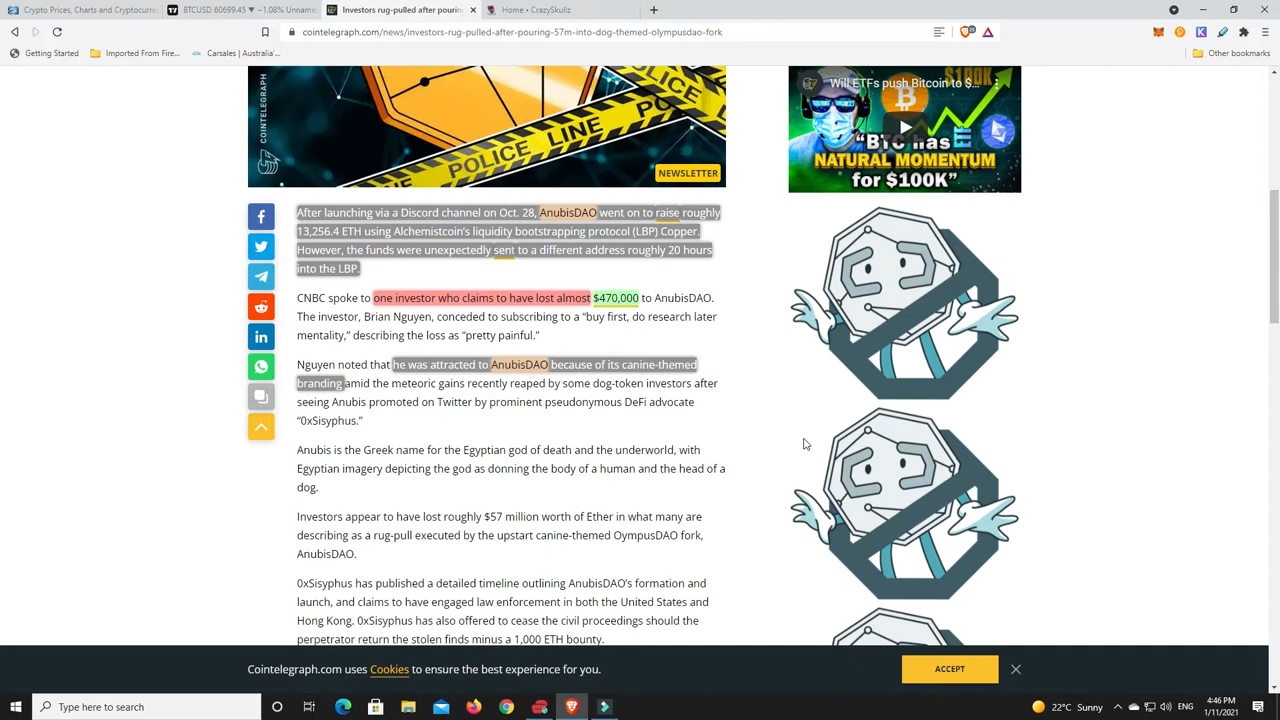 Crypto Prices, Charts and Cryptocurr
BTCUSD 60699.45 ▼ −1.08% Unname
Investors rug-pulled after pourin
Home • CrazySkullz
cointelegraph.com/news/investors-rug-pulled-after-pouring-57m-into-dog-themed-olympusdao-fork
Getting Started
Imported From Fire...
Carsales | Australia'...
Other bookmarks
COINTELEGRAPH
POLICE LINE
NEWSLETTER
Will ETFs push Bitcoin to $...
$100K
"BTC has
NATURAL MOMENTUM
for $100K"
ETF
After launching via a Discord channel on Oct. 28, AnubisDAO went on to raise roughly
13,256.4 ETH using Alchemistcoin's liquidity bootstrapping protocol (LBP) Copper.
However, the funds were unexpectedly sent to a different address roughly 20 hours
into the LBP.
CNBC spoke to one investor who claims to have lost almost $470,000 to AnubisDAO.
The investor, Brian Nguyen, conceded to subscribing to a "buy first, do research later
mentality," describing the loss as "pretty painful."
Nguyen noted that he was attracted to AnubisDAO because of its canine-themed
branding amid the meteoric gains recently reaped by some dog-token investors after
seeing Anubis promoted on Twitter by prominent pseudonymous DeFi advocate
"0xSisyphus."
Anubis is the Greek name for the Egyptian god of death and the underworld, with
Egyptian imagery depicting the god as donning the body of a human and the head of a
dog.
Investors appear to have lost roughly $57 million worth of Ether in what many are
describing as a rug-pull executed by the upstart canine-themed OympusDAO fork,
AnubisDAO.
0xSisyphus has published a detailed timeline outlining AnubisDAO's formation and
launch, and claims to have engaged law enforcement in both the United States and
Hong Kong. 0xSisyphus has also offered to cease the civil proceedings should the
perpetrator return the stolen finds minus a 1,000 ETH bounty.
Cointelegraph.com uses Cookies to ensure the best experience for you.
ACCEPT
Type here to search
22°C Sunny
ENG
4:46 PM
1/11/2021